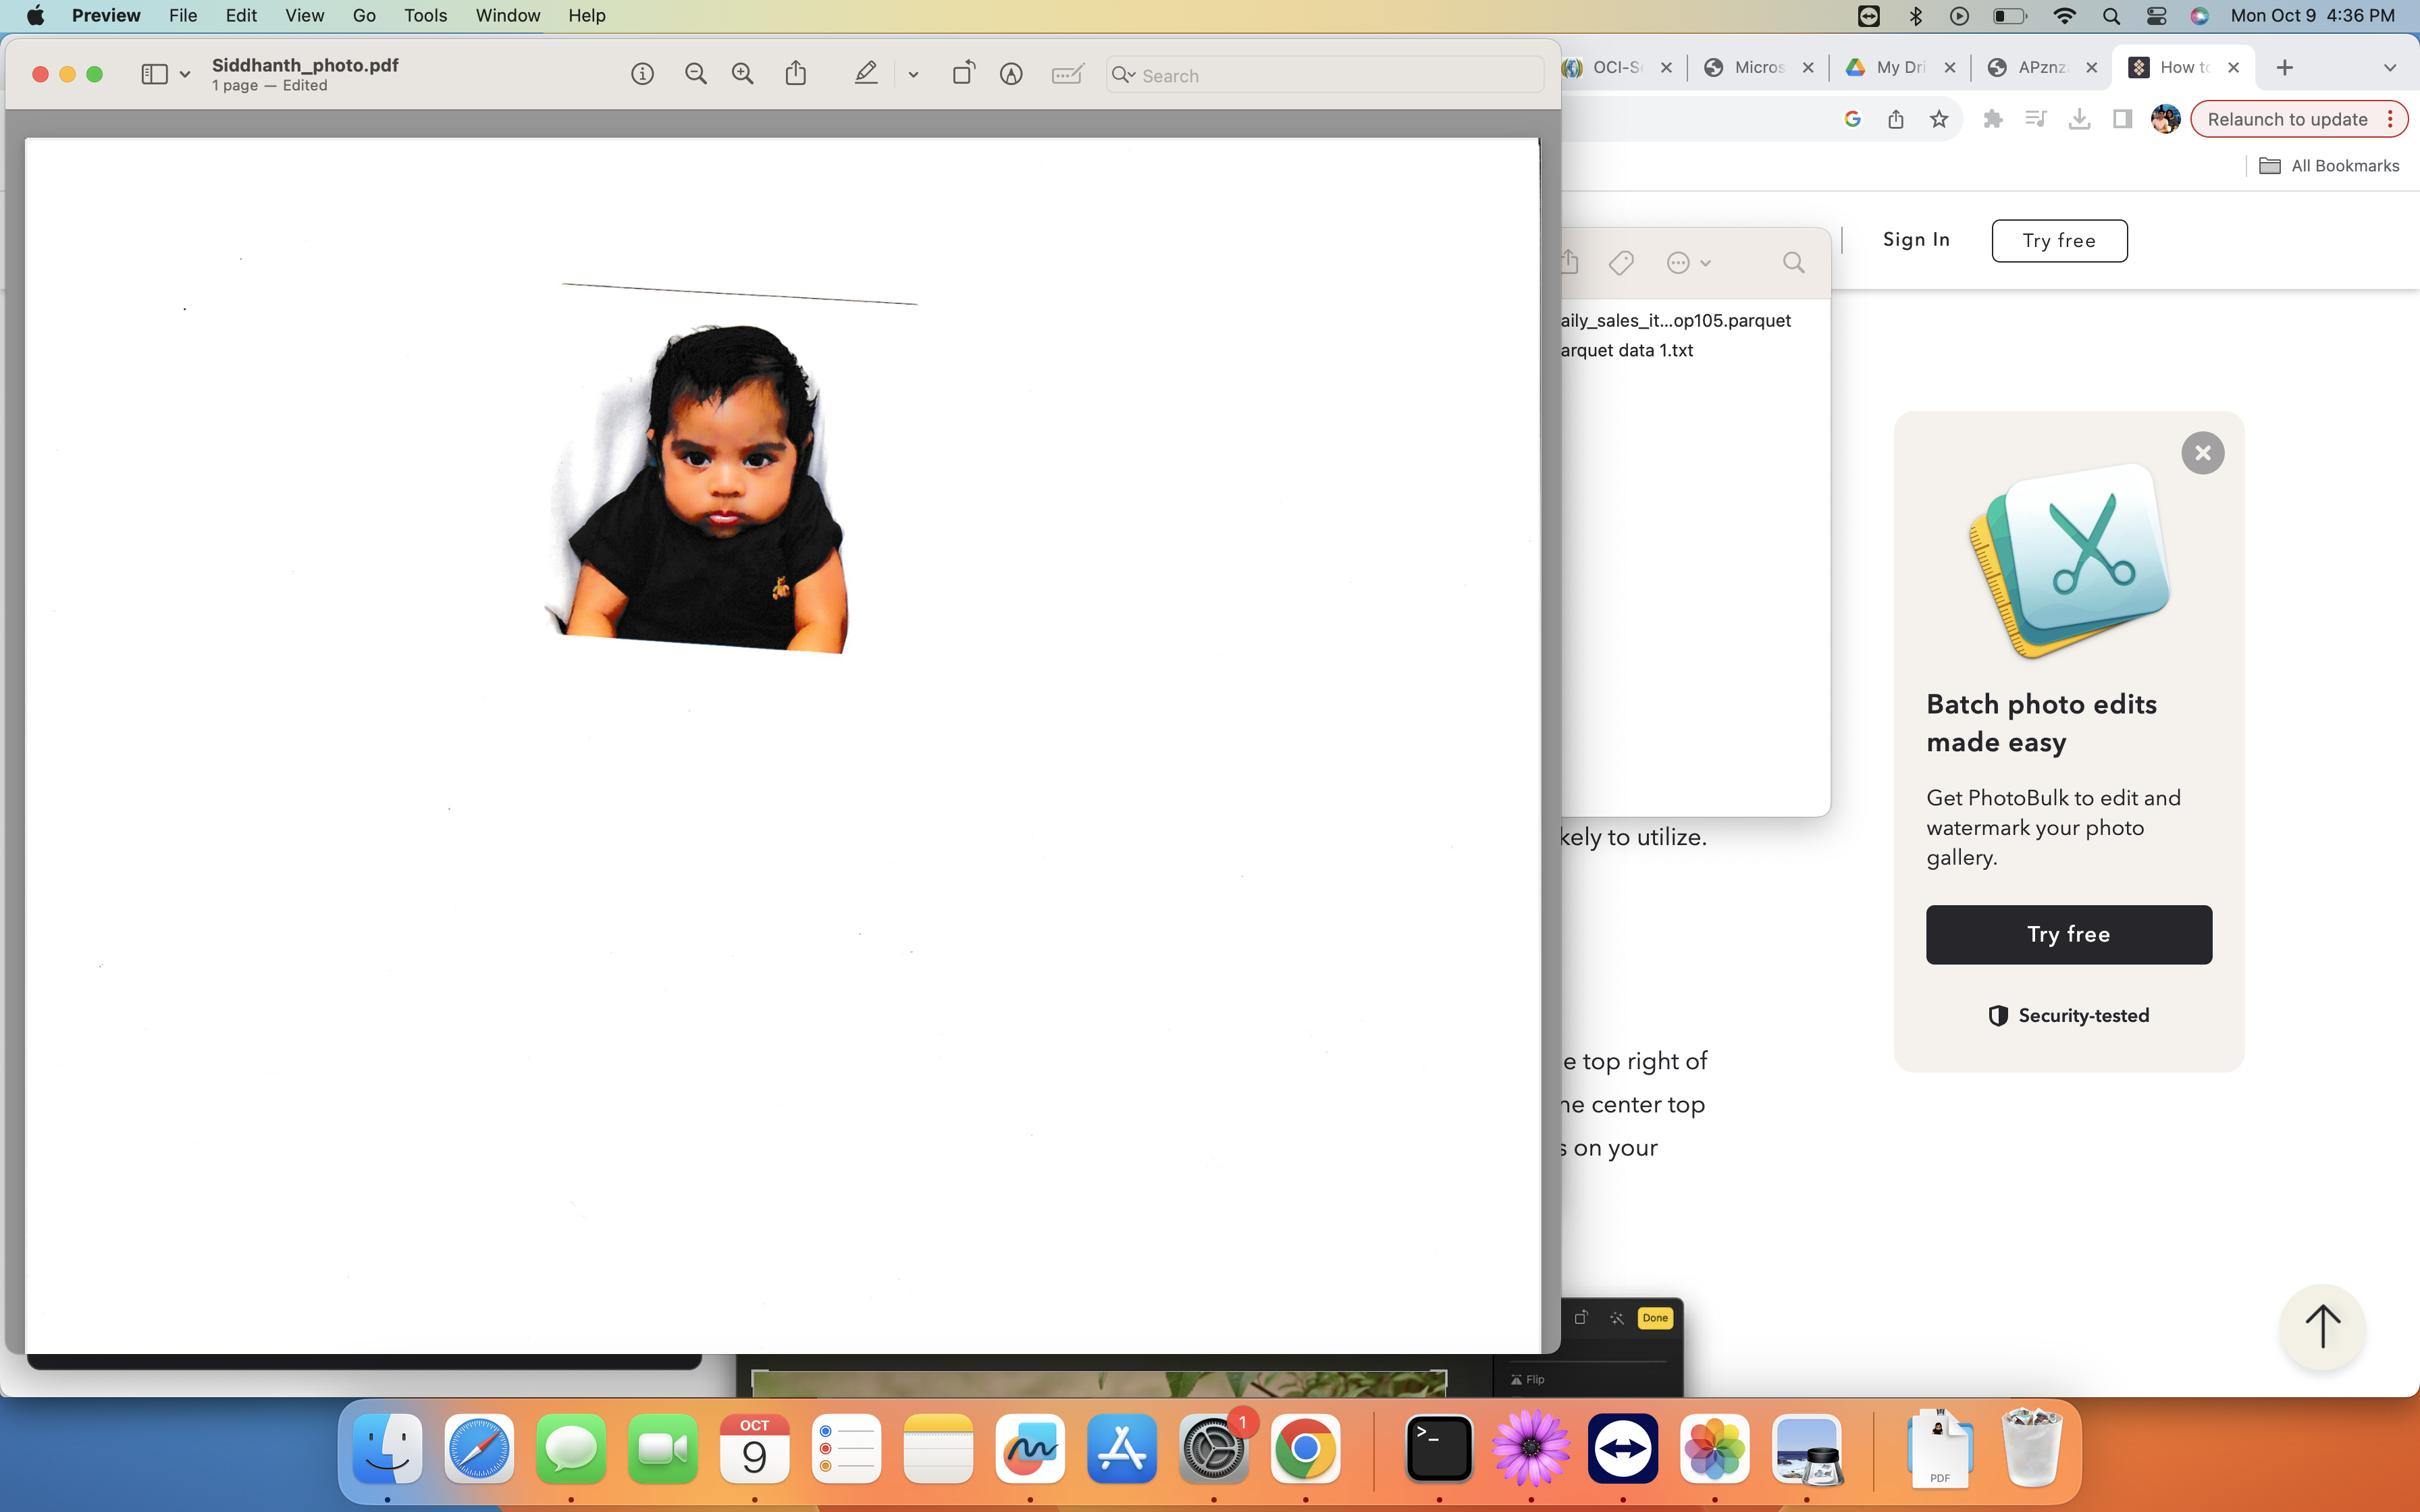 Preview File Edit View Go Tools Window Help
Mon Oct 9 4:36 PM
Siddhanth_photo.pdf
1 page — Edited
Search
OCI-S
Micros
My Dri
APznz
How to
Relaunch to update
All Bookmarks
Sign In
Try free
aily_sales_it...op105.parquet
arquet data 1.txt
kely to utilize.
Batch photo edits
made easy
Get PhotoBulk to edit and
watermark your photo
gallery.
Try free
Security-tested
e top right of
ne center top
s on your
Done
Flip
OCT
9
1
>_
PDF